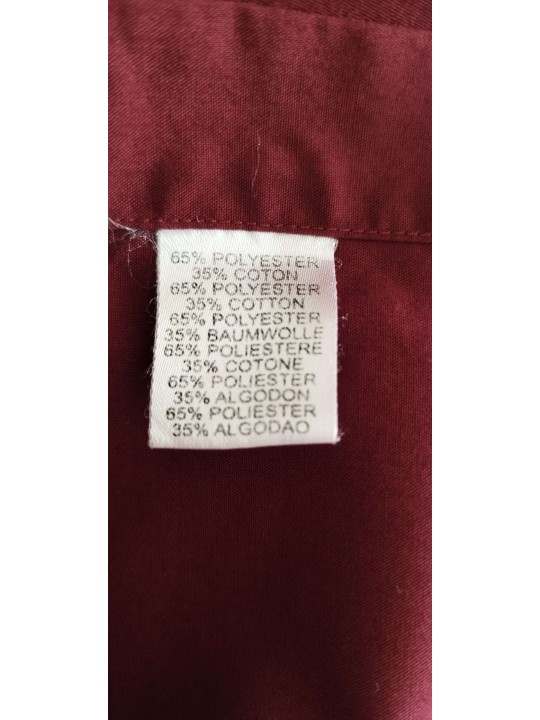 65% POLYESTER
35% COTON
65% POLYESTER
35% COTTON
65% POLYESTER
35% BAUMWOLLE
65% POLIESTERE
35% COTONE
65% POLIESTER
35% ALGODON
65% POLIESTER
35% ALGODAO